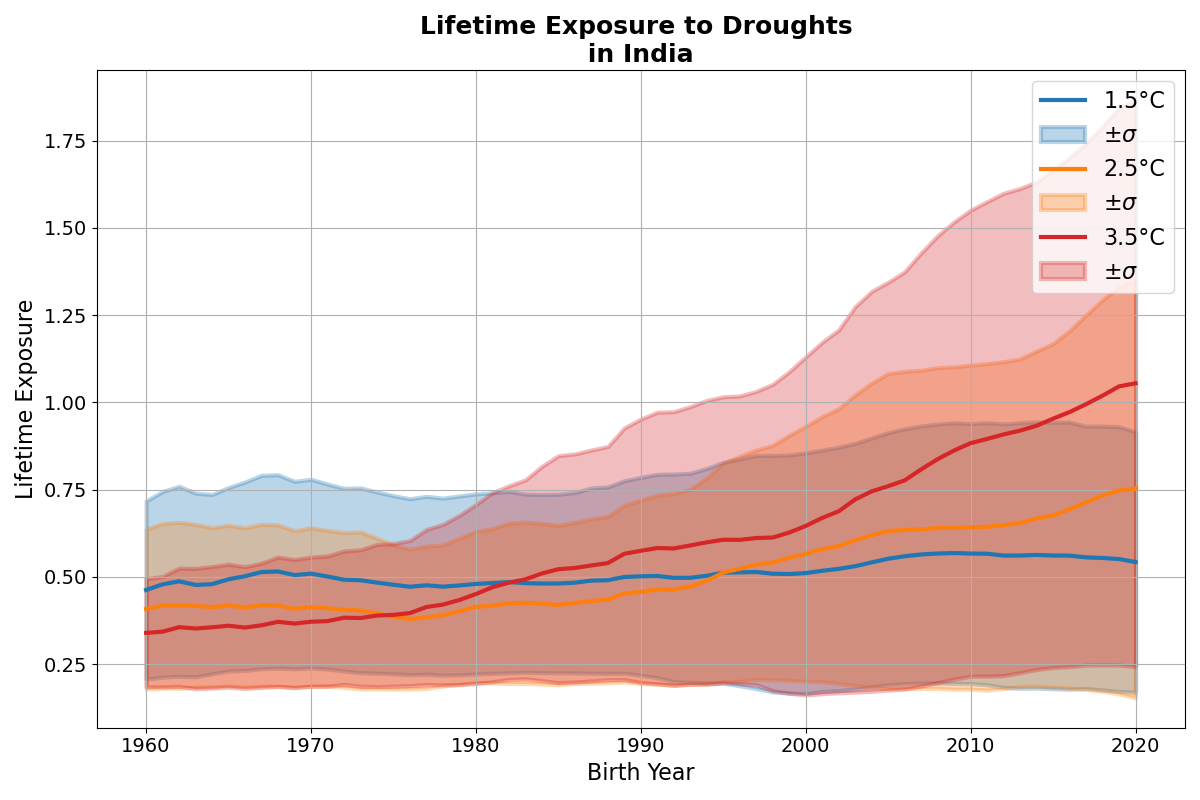 Lifetime Exposure to Droughts
in India
1.5°C
±σ
2.5°C
±σ
3.5°C
±σ
Lifetime Exposure
1.75
1.50
1.25
1.00
0.75
0.50
0.25
1960 1970 1980 1990 2000 2010 2020
Birth Year